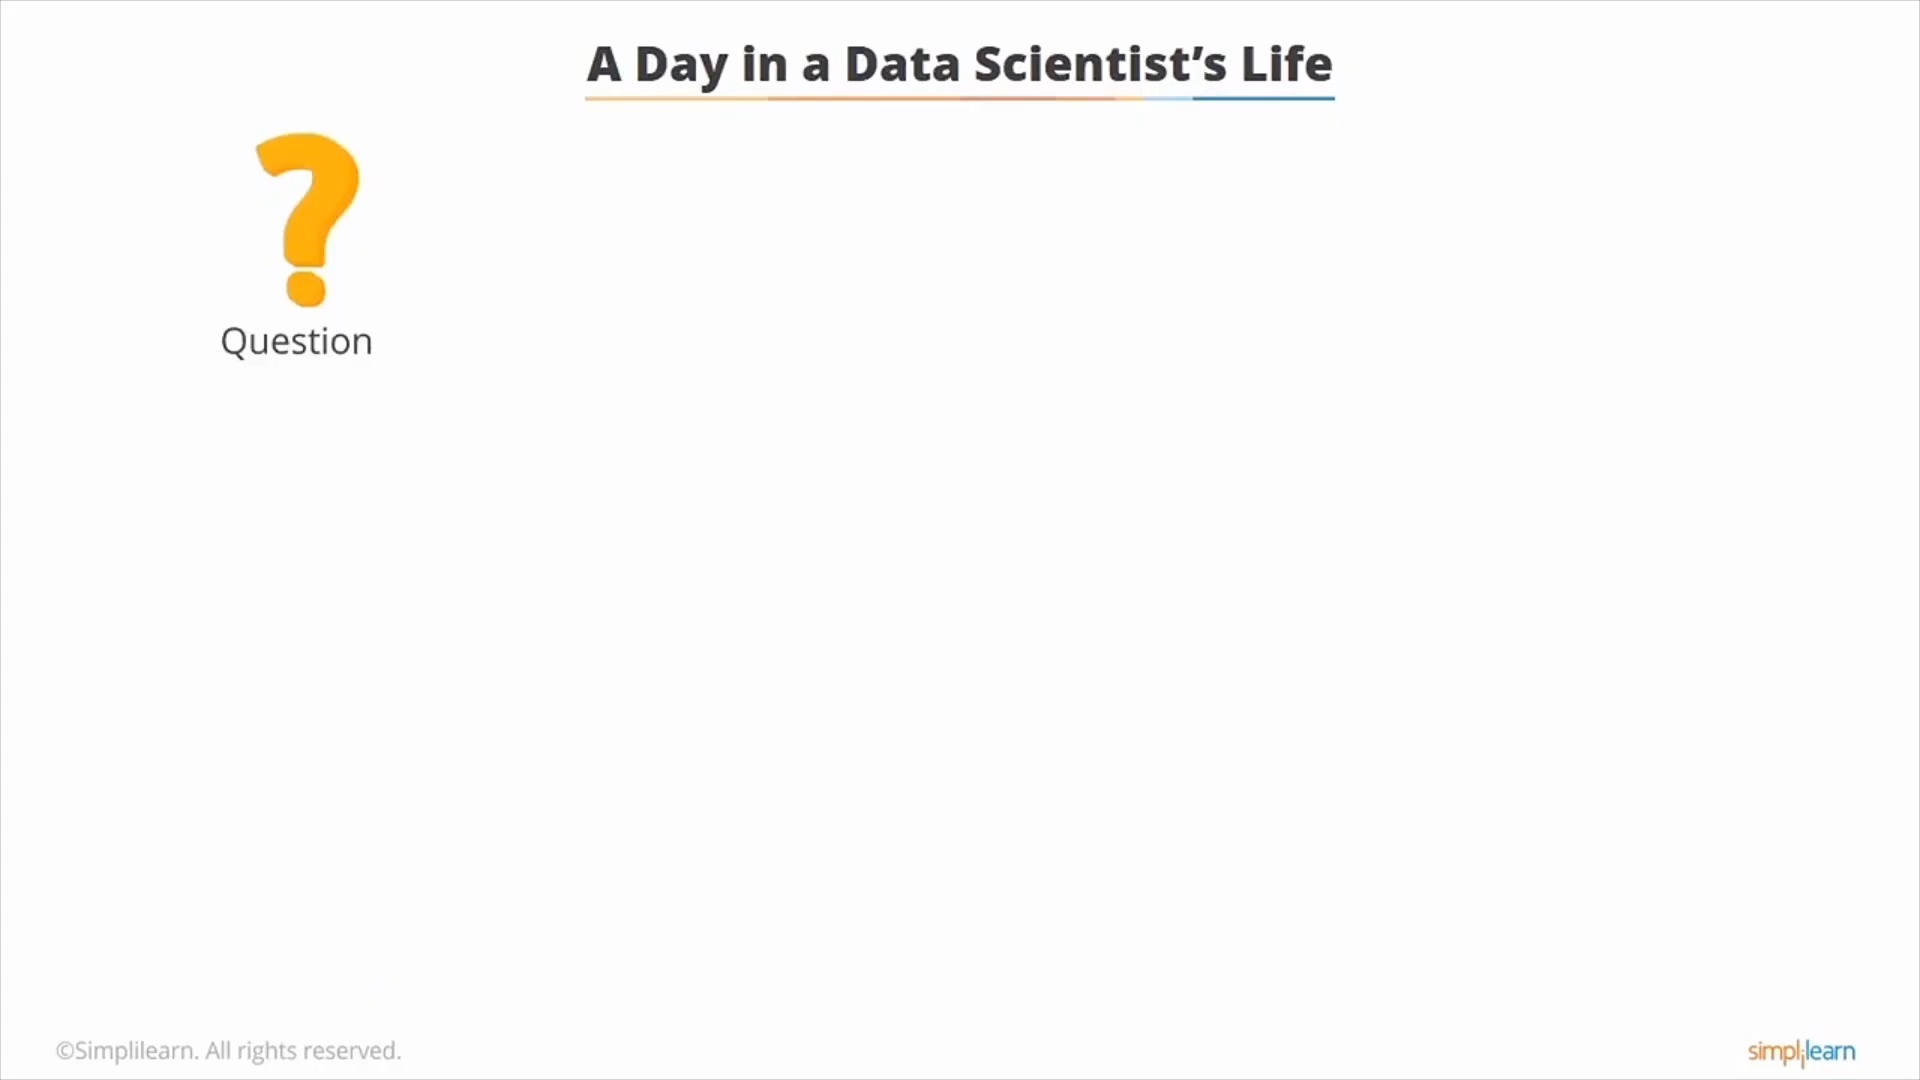 A Day in a Data Scientist’s Life
?
Question
©Simplilearn. All rights reserved.
simplilearn